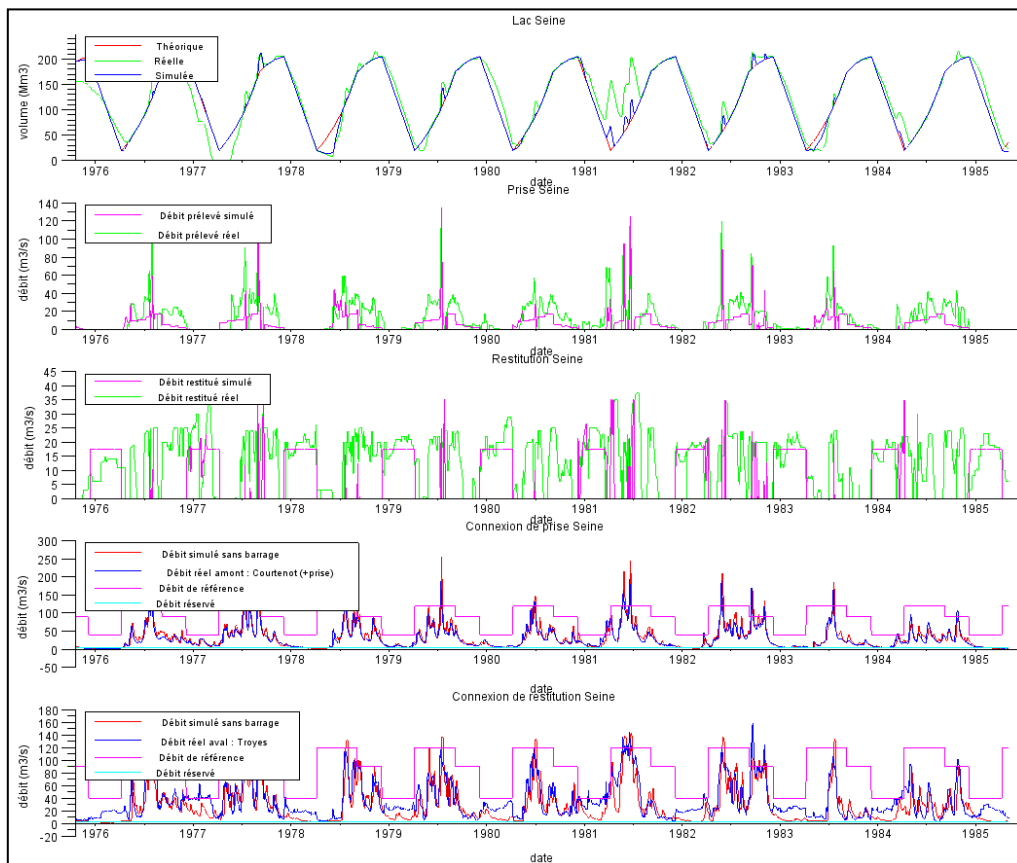 Lac Seine
volume (Mm3)
200
150
100
50
0
Théorique
Réelle
Simulée
1976 1977 1978 1979 1980 1981 1982 1983 1984 1985
date
Prise Seine
débit (m3/s)
140
120
100
80
60
40
20
0
Débit prélevé simulé
Débit prélevé réel
1976 1977 1978 1979 1980 1981 1982 1983 1984 1985
date
Restitution Seine
débit (m3/s)
45
40
35
30
25
20
15
10
5
0
Débit restitué simulé
Débit restitué réel
1976 1977 1978 1979 1980 1981 1982 1983 1984 1985
date
Connexion de prise Seine
débit (m3/s)
300
250
200
150
100
50
0
-50
Débit simulé sans barrage
Débit réel amont : Courtenot (+prise)
Débit de référence
Débit réservé
1976 1977 1978 1979 1980 1981 1982 1983 1984 1985
date
Connexion de restitution Seine
débit (m3/s)
180
160
140
120
100
80
60
40
20
0
-20
Débit simulé sans barrage
Débit réel aval : Troyes
Débit de référence
Débit réservé
1976 1977 1978 1979 1980 1981 1982 1983 1984 1985
date